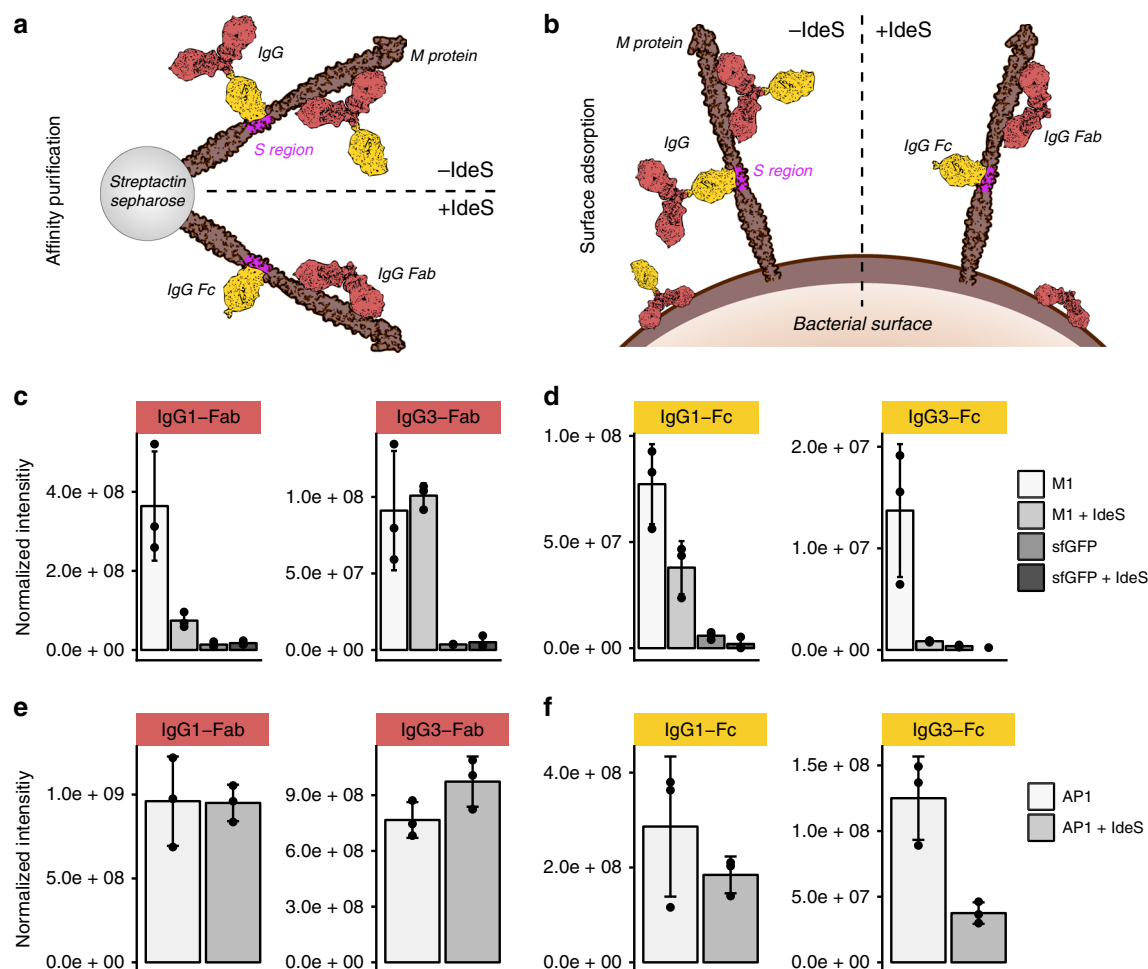 a
IgG
M protein
S region
Affinity purification
Streptactin
sepharose
–IdeS
+IdeS
IgG Fc
IgG Fab
b
–IdeS
+IdeS
M protein
IgG
S region
IgG Fc
IgG Fab
Surface adsorption
Bacterial surface
c
IgG1–Fab
Normalized intensitiy
4.0e + 08
2.0e + 08
0.0e + 00
IgG3–Fab
1.0e + 08
5.0e + 07
0.0e + 00
d
IgG1–Fc
1.0e + 08
5.0e + 07
0.0e + 00
IgG3–Fc
2.0e + 07
1.0e + 07
0.0e + 00
M1
M1 + IdeS
sfGFP
sfGFP + IdeS
e
IgG1–Fab
Normalized intensitiy
1.0e + 09
5.0e + 08
0.0e + 00
IgG3–Fab
9.0e + 08
6.0e + 08
3.0e + 08
0.0e + 00
f
IgG1–Fc
4.0e + 08
2.0e + 08
0.0e + 00
IgG3–Fc
1.5e + 08
1.0e + 08
5.0e + 07
0.0e + 00
AP1
AP1 + IdeS